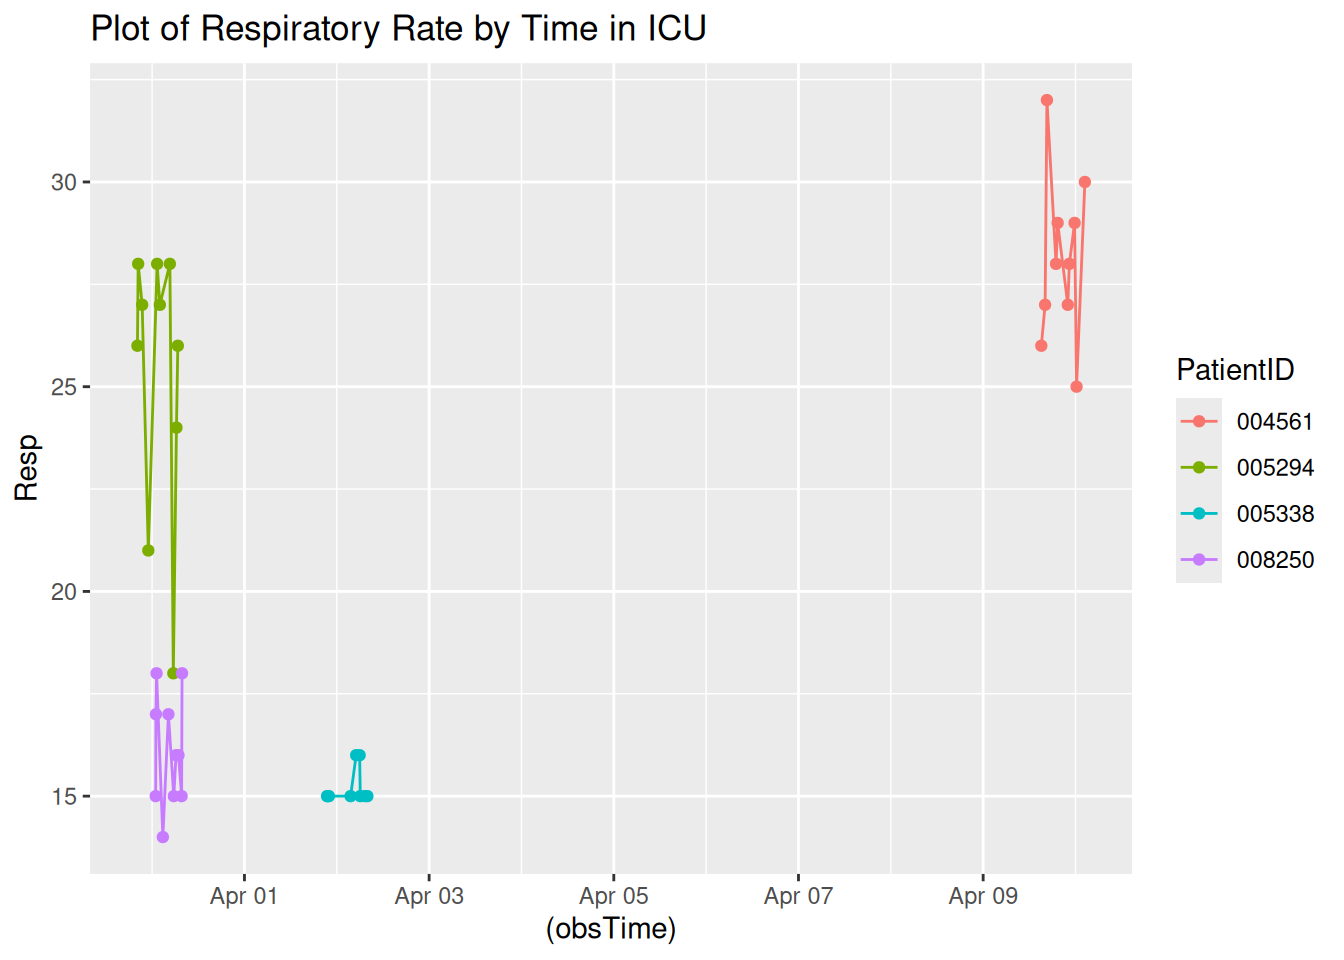 Plot of Respiratory Rate by Time in ICU
Resp
30
25
20
15
Apr 01 Apr 03 Apr 05 Apr 07 Apr 09
(obsTime)
PatientID
004561
005294
005338
008250